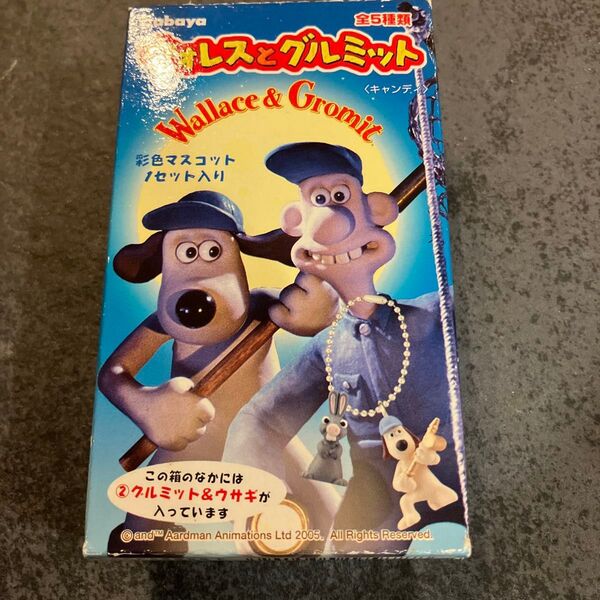 全5種類
レスとグルミット
〈キャンディ〉
Wallace & Gromit
彩色マスコット
1セット入り
この箱のなかには
②グルミット&ウサギが
入っています
© and ™ Aardman Animations Ltd 2005. All Rights Reserved.